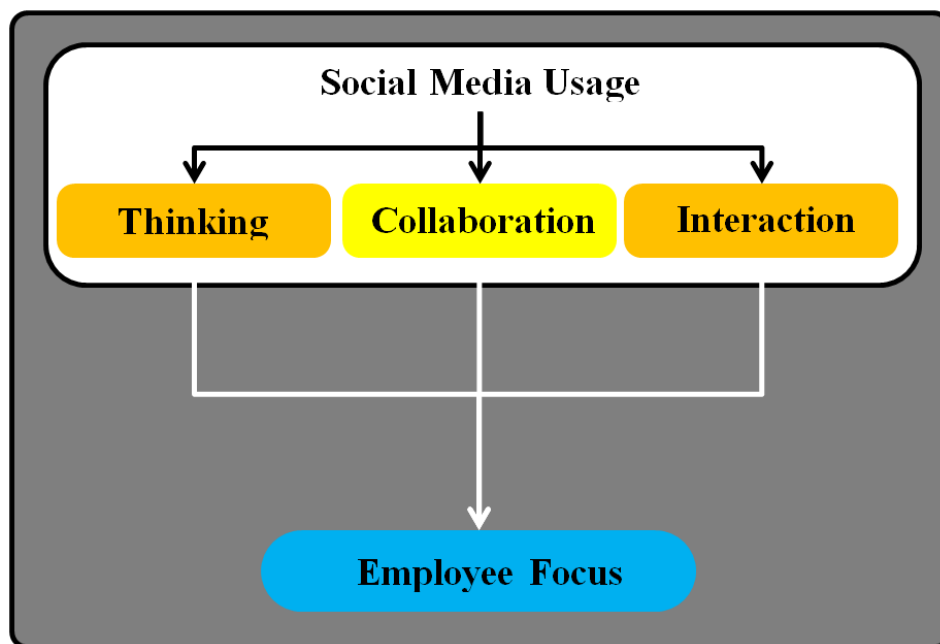 Social Media Usage
Thinking
Collaboration
Interaction
Employee Focus